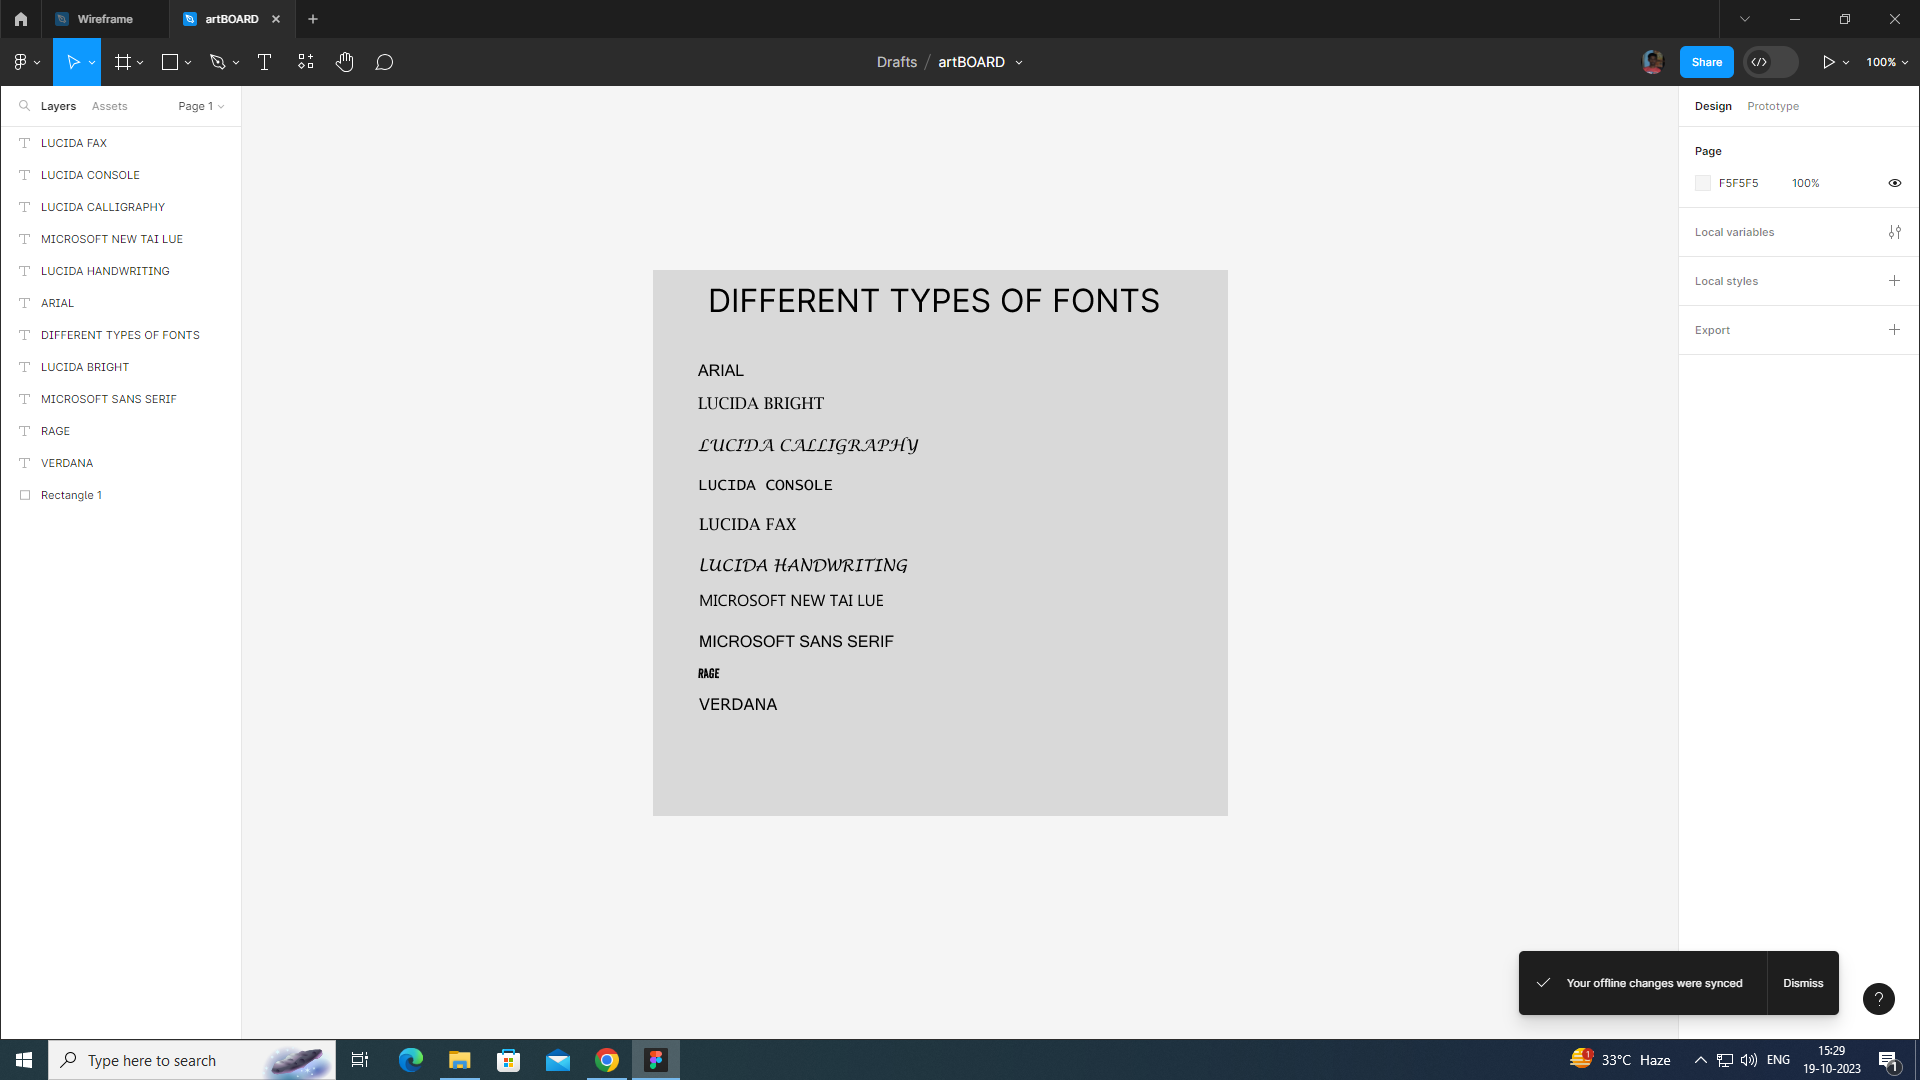 Wireframe
artBOARD
Drafts / artBOARD
Share
100%
Layers
Assets
Page 1
LUCIDA FAX
LUCIDA CONSOLE
LUCIDA CALLIGRAPHY
MICROSOFT NEW TAI LUE
LUCIDA HANDWRITING
ARIAL
DIFFERENT TYPES OF FONTS
LUCIDA BRIGHT
MICROSOFT SANS SERIF
RAGE
VERDANA
Rectangle 1
DIFFERENT TYPES OF FONTS
ARIAL
LUCIDA BRIGHT
LUCIDA CALLIGRAPHY
LUCIDA CONSOLE
LUCIDA FAX
LUCIDA HANDWRITING
MICROSOFT NEW TAI LUE
MICROSOFT SANS SERIF
RAGE
VERDANA
Design
Prototype
Page
F5F5F5 100%
Local variables
Local styles
Export
Your offline changes were synced
Dismiss
?
Type here to search
1
33°C Haze
ENG
15:29
19-10-2023
1